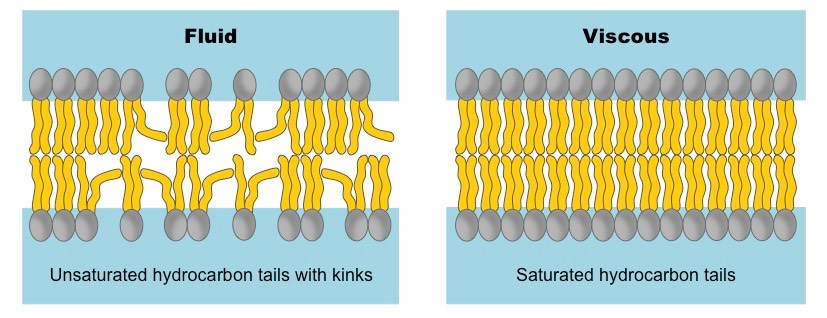 Fluid
Viscous
Unsaturated hydrocarbon tails with kinks
Saturated hydrocarbon tails